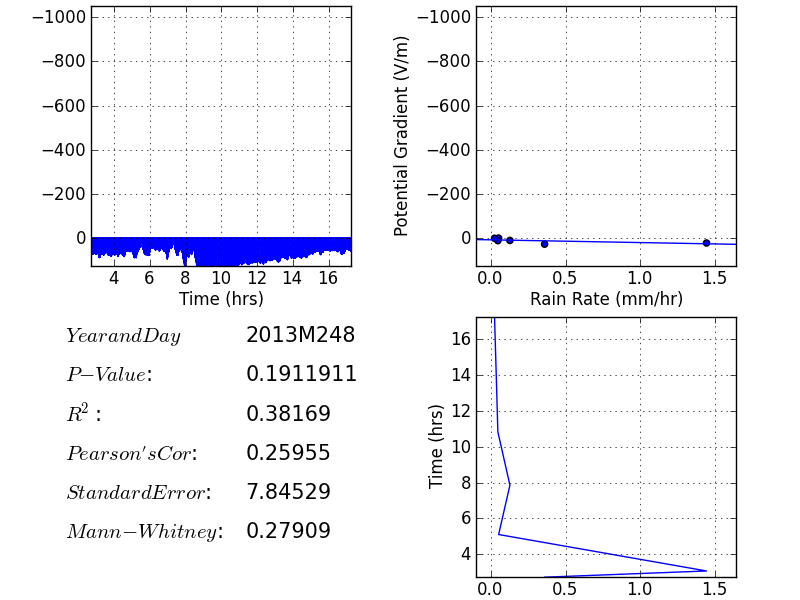 −1000
−800
−600
−400
−200
0
4 6 8 10 12 14 16
Time (hrs)
Potential Gradient (V/m)
−1000
−800
−600
−400
−200
0
0.0 0.5 1.0 1.5
Rain Rate (mm/hr)
YearandDay 2013M248
P−Value: 0.1911911
R²: 0.38169
Pearson'sCor: 0.25955
StandardError: 7.84529
Mann−Whitney: 0.27909
Time (hrs)
16
14
12
10
8
6
4
0.0 0.5 1.0 1.5